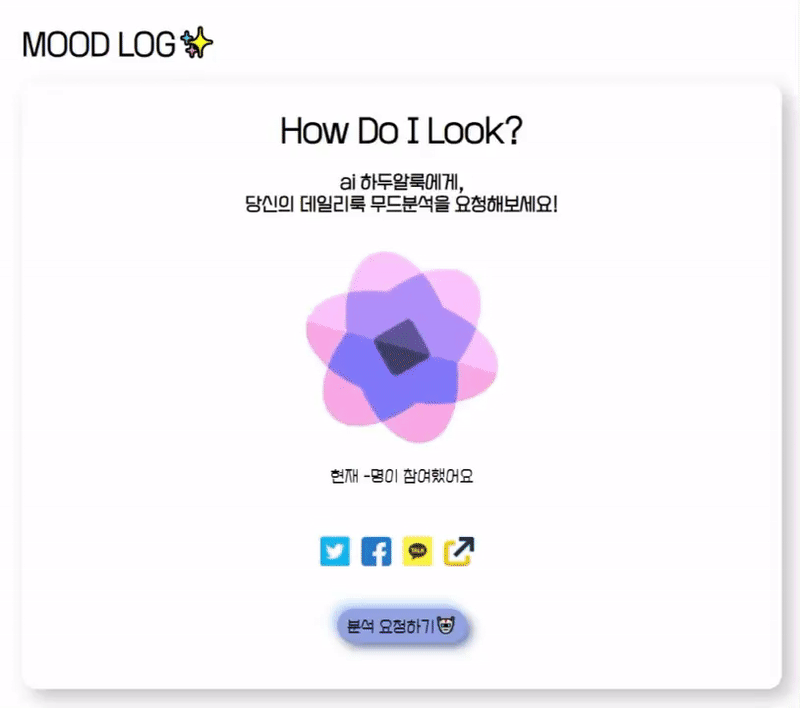 MOOD LOG
How Do I Look?
ai 하두알룩에게,
당신의 데일리룩 무드분석을 요청해보세요!
현재 -명이 참여했어요
TALK
분석 요청하기